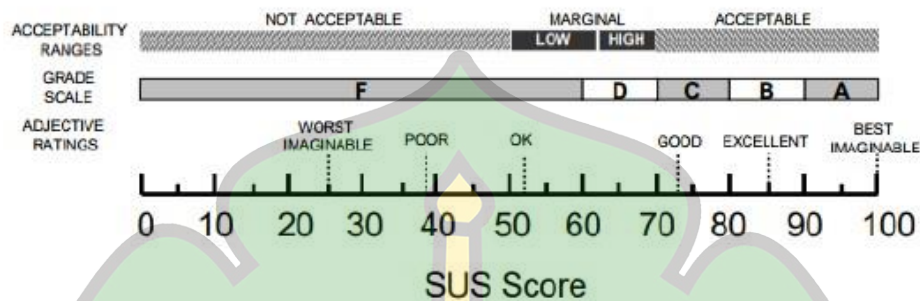 NOT ACCEPTABLE MARGINAL ACCEPTABLE
ACCEPTABILITY RANGES
LOW HIGH
GRADE SCALE
F D C B A
ADJECTIVE RATINGS
WORST IMAGINABLE POOR OK GOOD EXCELLENT BEST IMAGINABLE
0 10 20 30 40 50 60 70 80 90 100
SUS Score